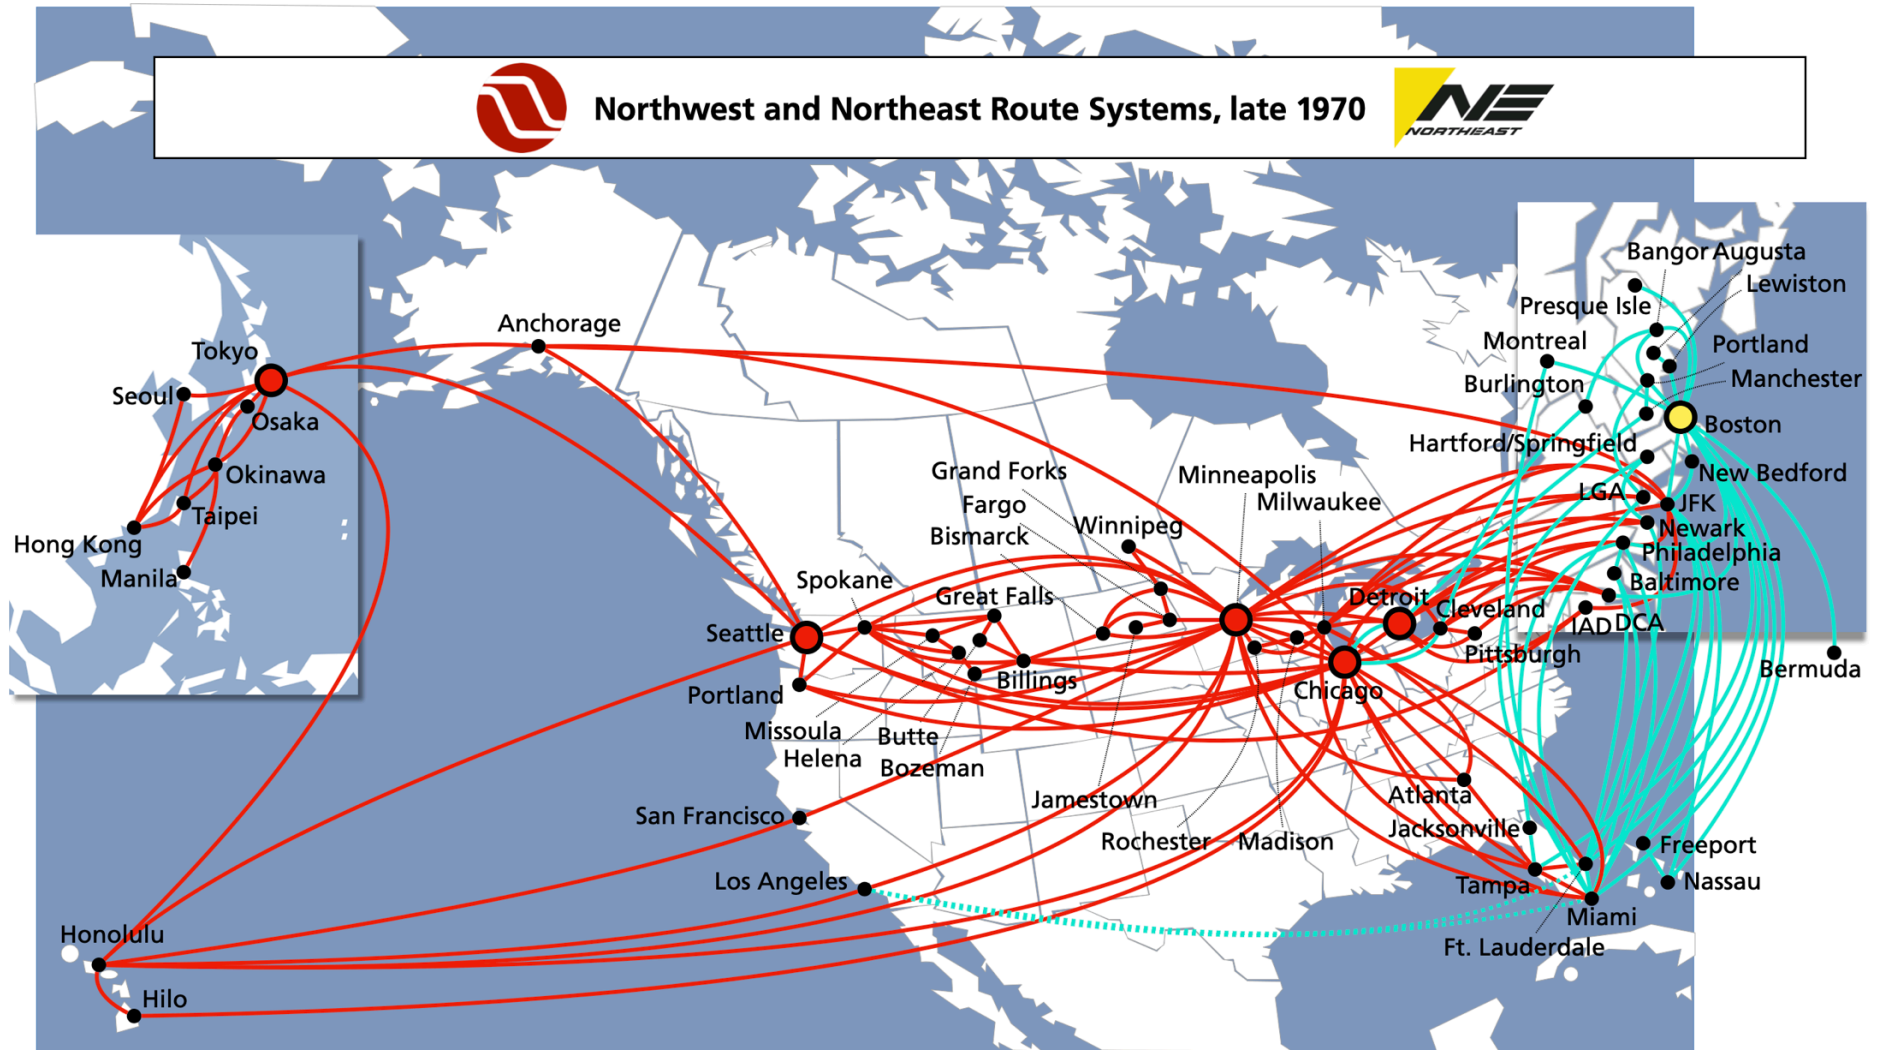 Northwest and Northeast Route Systems, late 1970
NE
NORTHEAST
Bangor Augusta
Lewiston
Presque Isle
Montreal
Portland
Burlington
Manchester
Boston
Hartford/Springfield
New Bedford
LGA
JFK
Newark
Philadelphia
Baltimore
IAD DCA
Bermuda
Anchorage
Tokyo
Seoul
Osaka
Okinawa
Taipei
Hong Kong
Manila
Grand Forks
Minneapolis
Milwaukee
Fargo
Winnipeg
Bismarck
Spokane
Great Falls
Detroit
Cleveland
Seattle
Pittsburgh
Billings
Chicago
Portland
Missoula
Butte
Helena
Bozeman
Jamestown
Atlanta
San Francisco
Rochester
Madison
Jacksonville
Freeport
Los Angeles
Tampa
Nassau
Miami
Ft. Lauderdale
Honolulu
Hilo